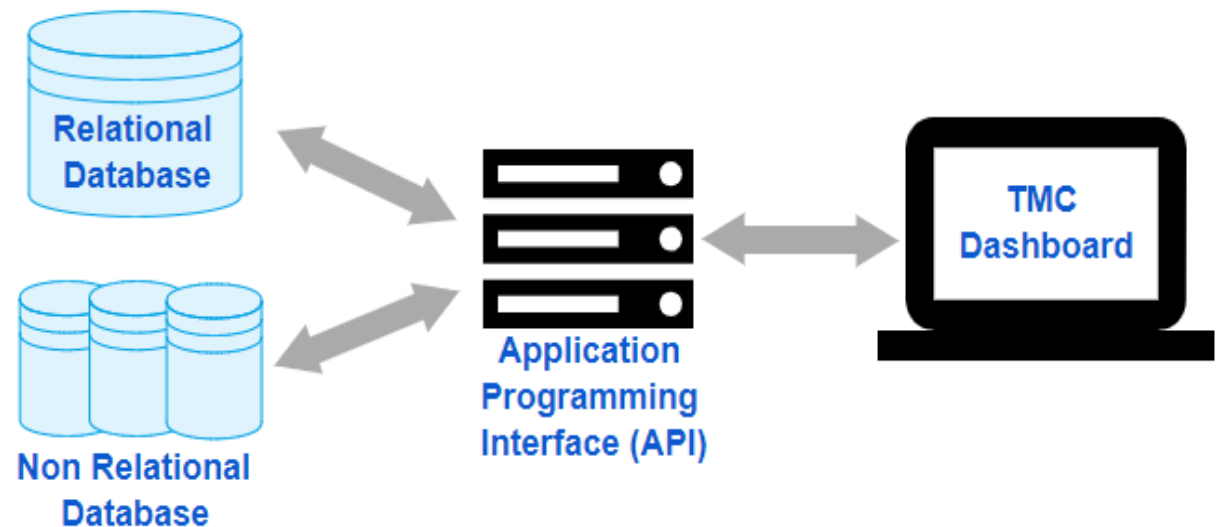 Relational
Database
Non Relational
Database
Application
Programming
Interface (API)
TMC
Dashboard